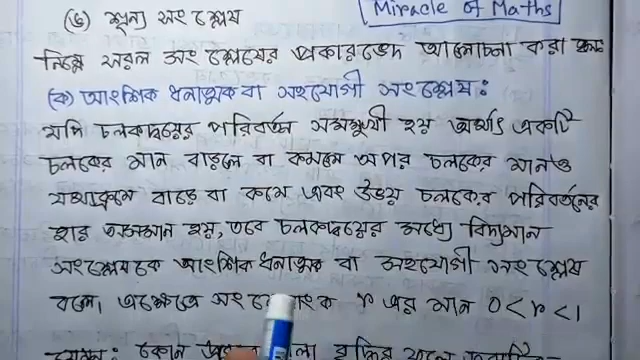 (৬) শূন্য সংশ্লেষ
Miracle of Maths
নিম্নে সরল সংশ্লেষের প্রকারভেদ আলোচনা করা হলঃ
(ক) আংশিক ধনাত্মক বা সহযোগী সংশ্লেষ :
যদি চলকদ্বয়ের পরিবর্তন সমমুখী হয় অর্থাৎ একটি
চলকের মান বাড়লে বা কমলে অপর চলকের মানও
যথাক্রমে বাড়ে বা কমে এবং উভয় চলকের পরিবর্তনের
হার অসমান হয়, তবে চলকদ্বয়ের মধ্যে বিদ্যমান
সংশ্লেষকে আংশিক ধনাত্মক বা সহযোগী সংশ্লেষ
বলে। এক্ষেত্রে r এর মান 0 < r < 1
যেমন : কোন বৃদ্ধির ফলে